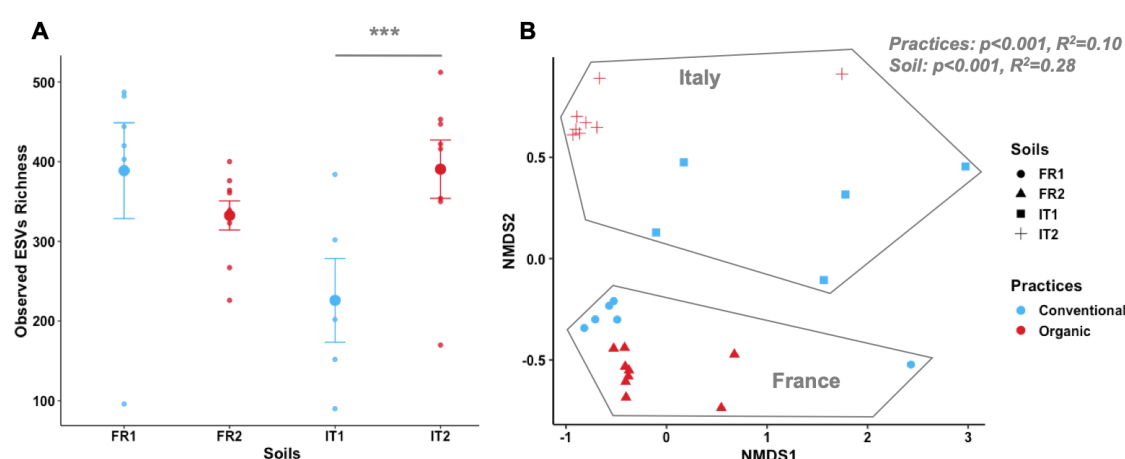 A
***
Observed ESVs Richness
500
400
300
200
100
FR1 FR2 IT1 IT2
Soils
B
Practices: p<0.001, R²=0.10
Soil: p<0.001, R²=0.28
Italy
France
NMDS2
0.5
0.0
-0.5
-1 0 1 2 3
NMDS1
Soils
FR1
FR2
IT1
IT2
Practices
Conventional
Organic